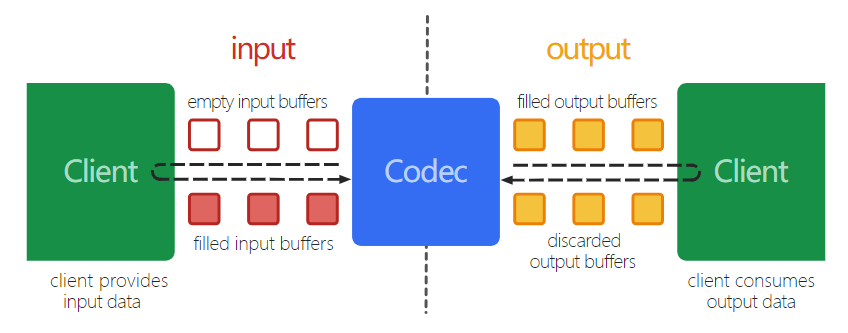 input
output
empty input buffers
filled output buffers
Client
Codec
Client
filled input buffers
discarded
output buffers
client provides
input data
client consumes
output data